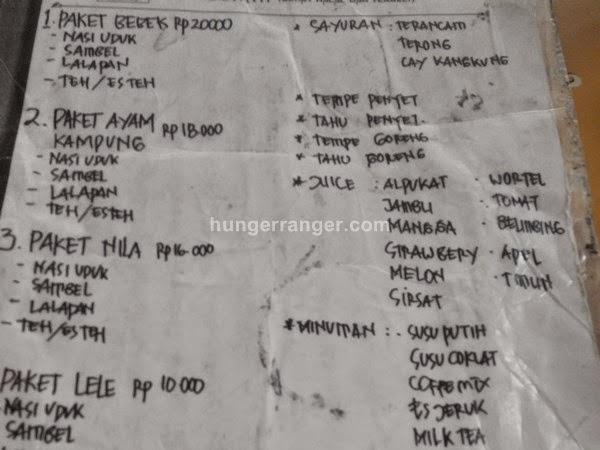 1. PAKET BEBEK Rp 20000
- NASI UDUK
- SAMBEL
- LALAPAN
- TEH/ES TEH
2. PAKET AYAM
KAMPUNG Rp 18.000
- NASI UDUK
- SAMBEL
- LALAPAN
- TEH/ESTEH
3. PAKET NILA Rp 16.000
- NASI UDUK
- SAMBEL
- LALAPAN
- TEH/ESTEH
PAKET LELE Rp 10 000
NASI UDUK
SAMBEL
* SAYURAN : TERANCAM
TERONG
CAY KANGKUNG
* TEMPE PENYET
* TAHU PENYET
* TEMPE GORENG
* TAHU GORENG
* JUICE : ALPUKAT · WORTEL
JAMBU · TOMAT
MANGGA · BELIMBING
STRAWBERY · APEL
MELON · TIMUN
SIRSAT
* MINUMAN : · SUSU PUTIH
SUSU COKLAT
COFFEMIX
ES JERUK
MILK TEA
hungerranger.com